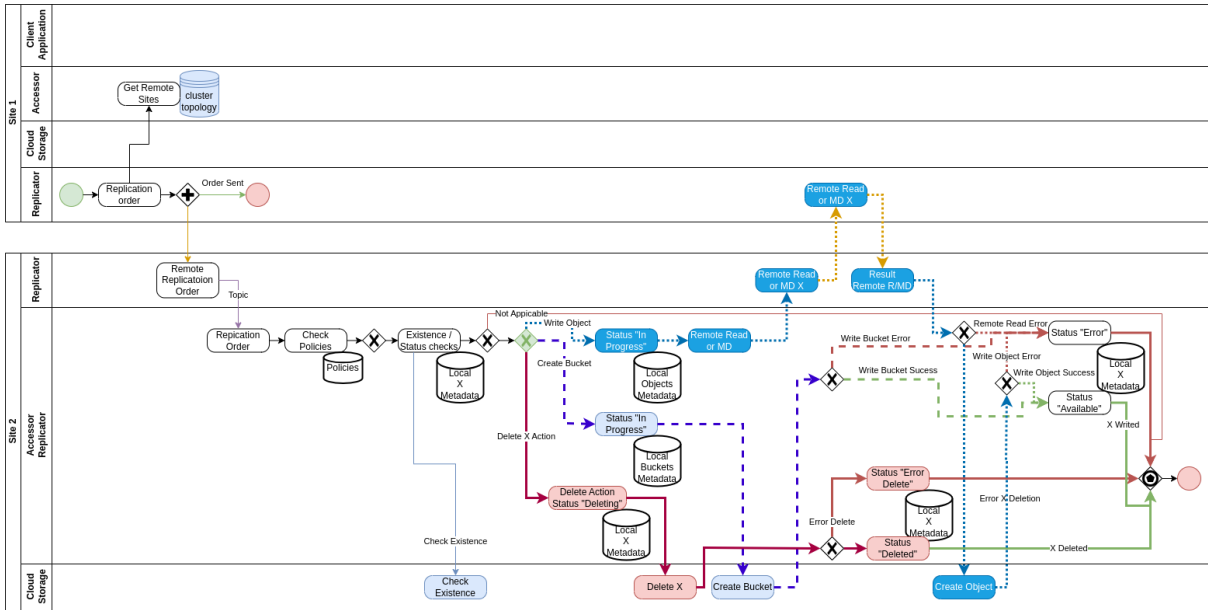 Site 1
Client
Application
Accessor
Cloud
Storage
Replicator
Get Remote
Sites
cluster
topology
Replication
order
Order Sent
Remote Read
or MD X
Site 2
Replicator
Accessor
Replicator
Cloud
Storage
Remote
Replicatoion
Order
Topic
Remote Read
or MD X
Result
Remote R/MD
Repication
Order
Check
Policies
Policies
Existence /
Status checks
Local
X
Metadata
Not Appicable
Write Object
Create Bucket
Delete X Action
Status "In
Progress"
Local
Objects
Metadata
Remote Read
or MD
Status "In
Progress"
Local
Buckets
Metadata
Delete Action
Status "Deleting"
Local
X
Metadata
Write Bucket Error
Write Bucket Sucess
Remote Read Error
Write Object Error
Write Object Success
Status "Error"
Local
X
Metadata
Status
"Available"
X Writed
Status "Error
Delete"
Local
X
Metadata
Error X Deletion
Error Delete
Status
"Deleted"
X Deleted
Check Existence
Check
Existence
Delete X
Create Bucket
Create Object